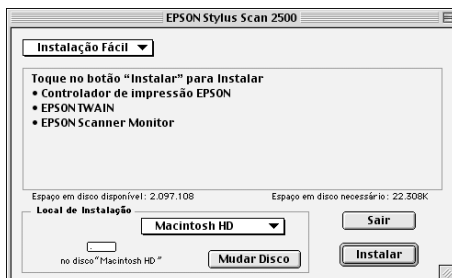 EPSON Stylus Scan 2500
Instalação Fácil
Toque no botão “Instalar” para Instalar
• Controlador de impressão EPSON
• EPSON TWAIN
• EPSON Scanner Monitor
Espaço em disco disponível: 2.097.108 Espaço em disco necessário: 22.308K
Local de Instalação
Macintosh HD
no disco “Macintosh HD”
Mudar Disco
Sair
Instalar